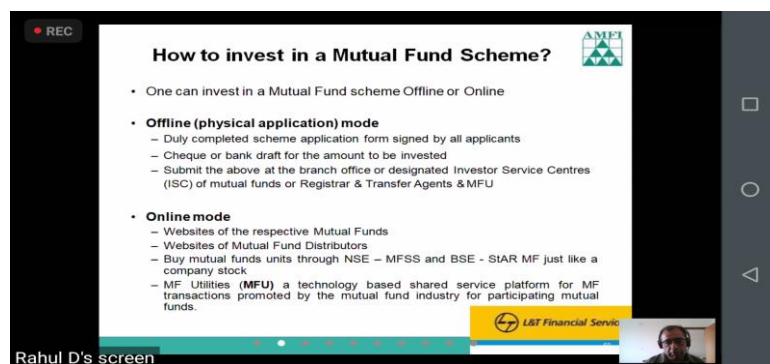 REC
AMFI
How to invest in a Mutual Fund Scheme?
• One can invest in a Mutual Fund scheme Offline or Online
• Offline (physical application) mode
– Duly completed scheme application form signed by all applicants
– Cheque or bank draft for the amount to be invested
– Submit the above at the branch office or designated Investor Service Centres
(ISC) of mutual funds or Registrar & Transfer Agents & MFU
• Online mode
– Websites of the respective Mutual Funds
– Websites of Mutual Fund Distributors
– Buy mutual funds units through NSE – MFSS and BSE - StAR MF just like a
company stock
– MF Utilities (MFU) a technology based shared service platform for MF
transactions promoted by the mutual fund industry for participating mutual
funds.
L&T Financial Servic
Rahul D's screen